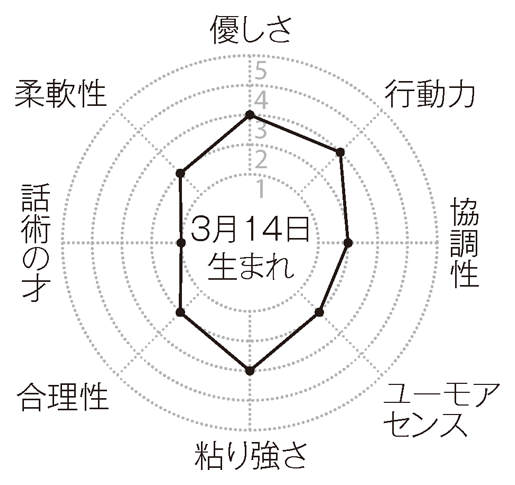 優しさ
行動力
協調性
ユーモア
センス
粘り強さ
合理性
話術の才
柔軟性
5
4
3
2
1
3月14日
生まれ